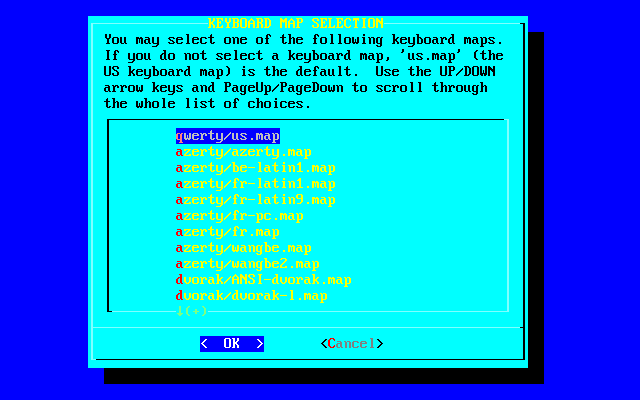 KEYBOARD MAP SELECTION
You may select one of the following keyboard maps.
If you do not select a keyboard map, 'us.map' (the
US keyboard map) is the default.  Use the UP/DOWN
arrow keys and PageUp/PageDown to scroll through
the whole list of choices.
qwerty/us.map
azerty/azerty.map
azerty/be-latin1.map
azerty/fr-latin1.map
azerty/fr-latin9.map
azerty/fr-pc.map
azerty/fr.map
azerty/wangbe.map
azerty/wangbe2.map
dvorak/ANSI-dvorak.map
dvorak/dvorak-l.map
↓(+)
<  OK  > <Cancel>